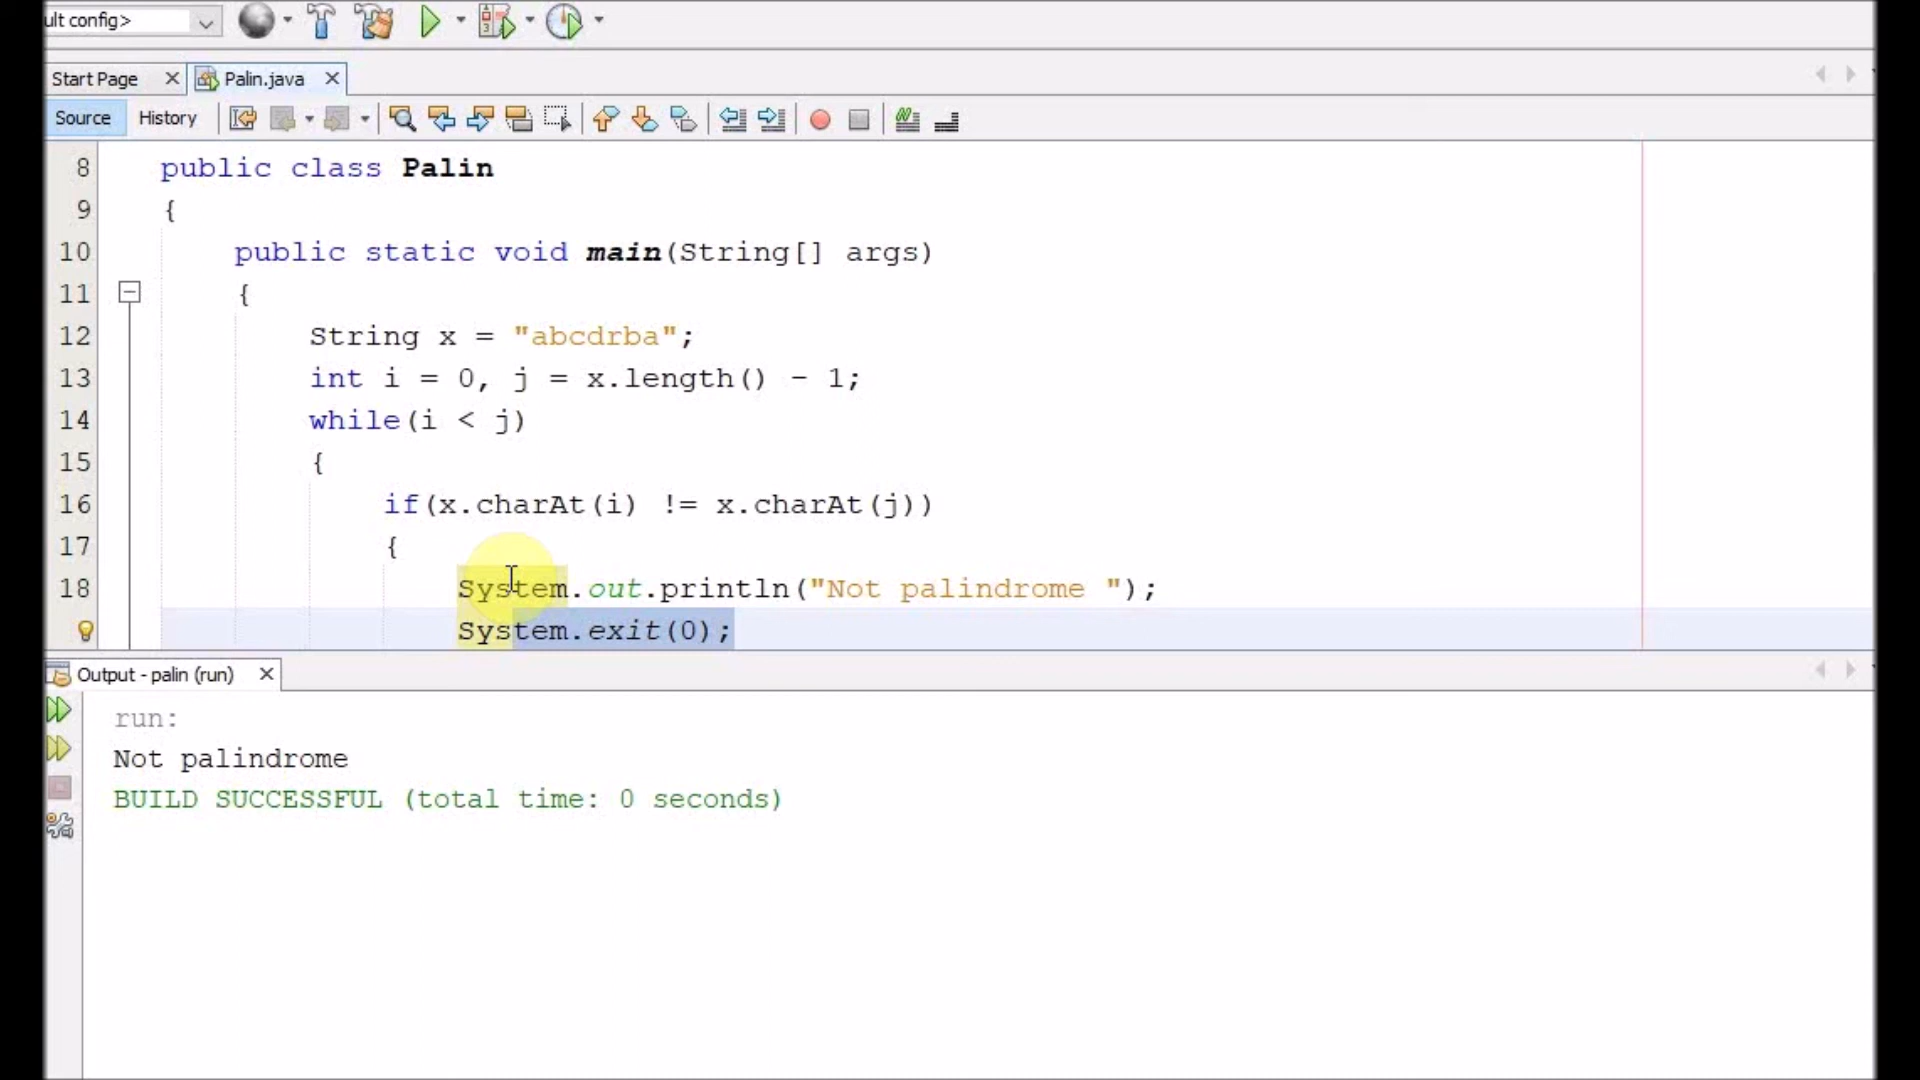 ult config>
Start Page Palin.java
Source History
8 public class Palin
9 {
10 public static void main(String[] args)
11 {
12 String x = "abcdrba";
13 int i = 0, j = x.length() - 1;
14 while(i < j)
15 {
16 if(x.charAt(i) != x.charAt(j))
17 {
18 System.out.println("Not palindrome ");
System.exit(0);
Output - palin (run)
run:
Not palindrome
BUILD SUCCESSFUL (total time: 0 seconds)